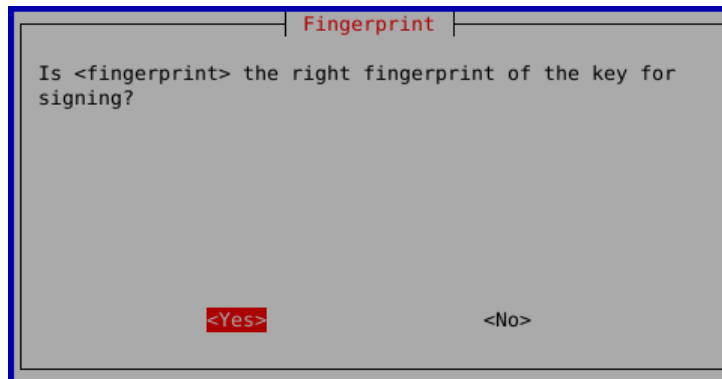 Fingerprint
Is <fingerprint> the right fingerprint of the key for
signing?
<Yes> <No>